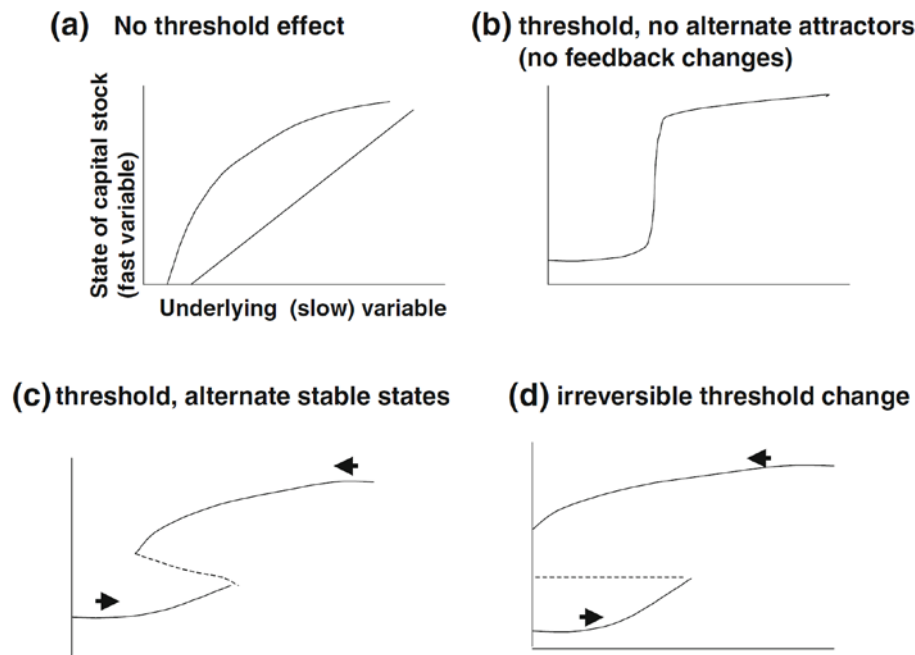 (a) No threshold effect
(b) threshold, no alternate attractors
(no feedback changes)
State of capital stock
(fast variable)
Underlying (slow) variable
(c) threshold, alternate stable states
(d) irreversible threshold change